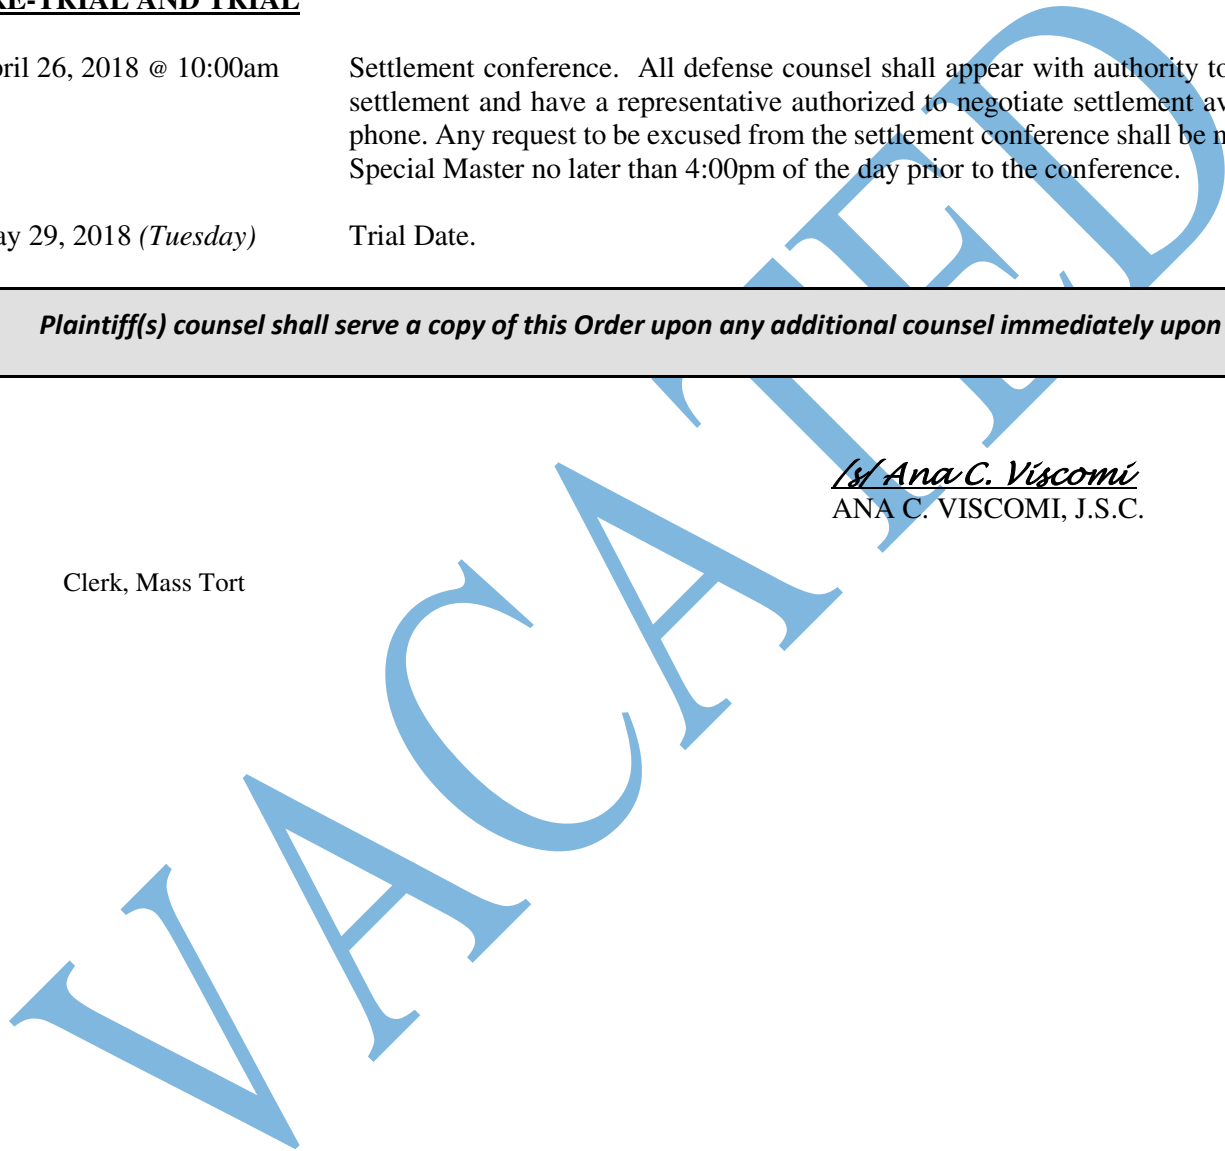 RE-TRIAL AND TRIAL
pril 26, 2018 @ 10:00am Settlement conference. All defense counsel shall appear with authority to
settlement and have a representative authorized to negotiate settlement av
phone. Any request to be excused from the settlement conference shall be m
Special Master no later than 4:00pm of the day prior to the conference.
ay 29, 2018 (Tuesday) Trial Date.
Plaintiff(s) counsel shall serve a copy of this Order upon any additional counsel immediately upon
/s/ Ana C. Viscomi
ANA C. VISCOMI, J.S.C.
Clerk, Mass Tort
VACATED